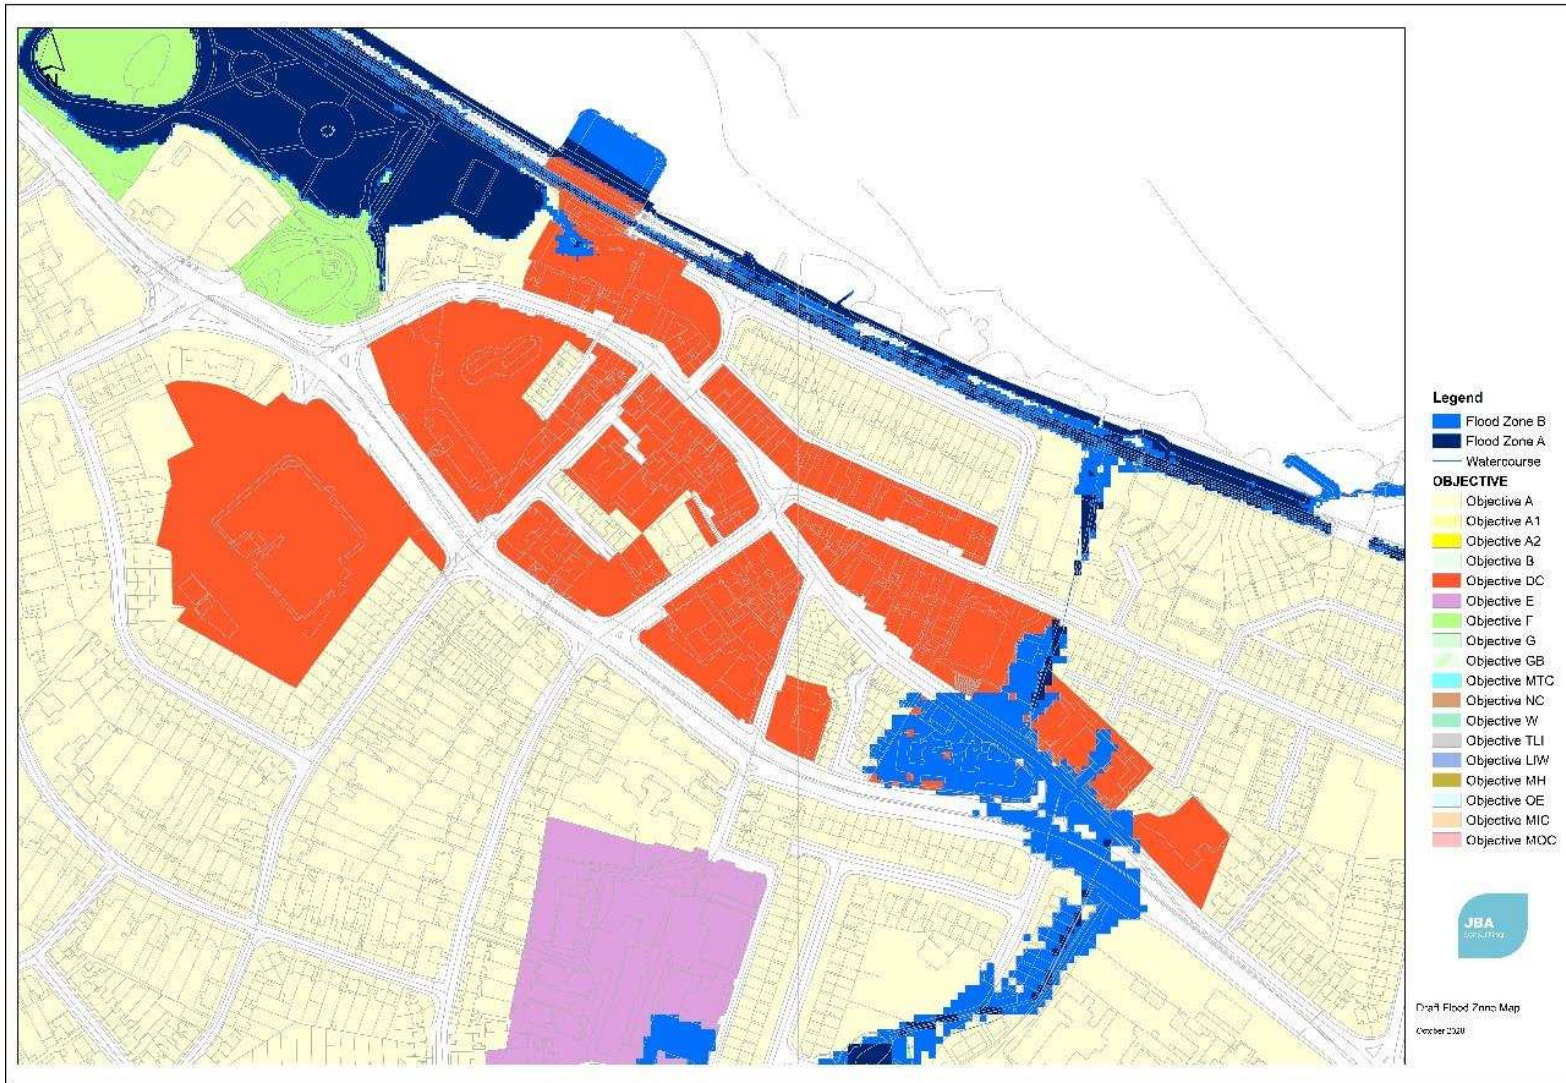 Legend
Flood Zone B
Flood Zone A
Watercourse
OBJECTIVE
Objective A
Objective A1
Objective A2
Objective B
Objective DC
Objective E
Objective F
Objective G
Objective GB
Objective MTC
Objective NC
Objective W
Objective TLI
Objective LIW
Objective MH
Objective OE
Objective MIC
Objective MOC
JBA
consulting
Draft Flood Zone Map
October 2020